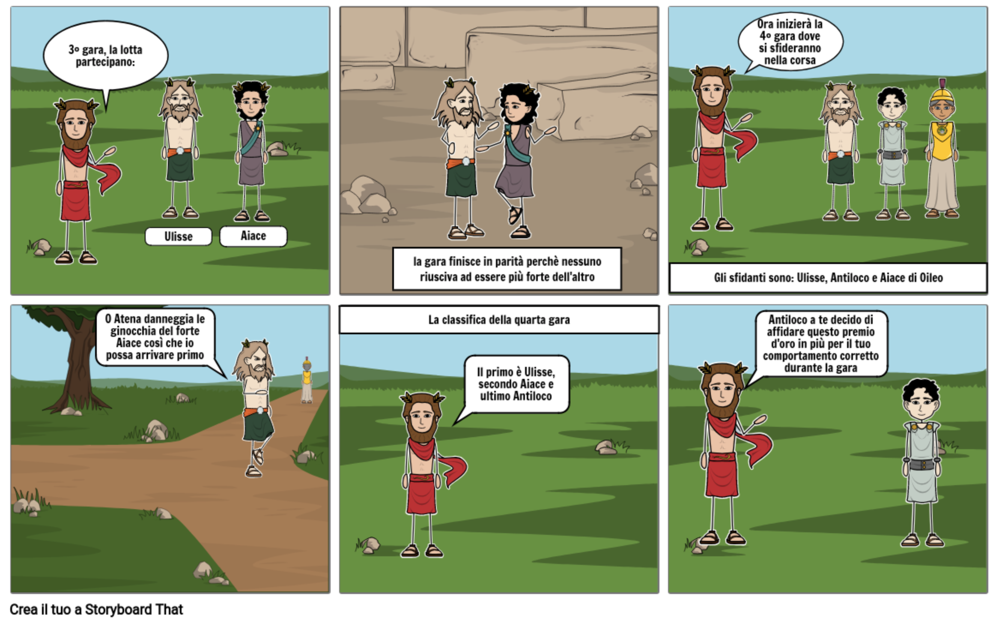 3º gara, la lotta
partecipano:
Ulisse
Aiace
la gara finisce in parità perchè nessuno
riusciva ad essere più forte dell'altro
Ora inizierà la
4º gara dove
si sfideranno
nella corsa
Gli sfidanti sono: Ulisse, Antiloco e Aiace di Oileo
O Atena danneggia le
ginocchia del forte
Aiace così che io
possa arrivare primo
La classifica della quarta gara
Il primo è Ulisse,
secondo Aiace e
ultimo Antiloco
Antiloco a te decido di
affidare questo premio
d'oro in più per il tuo
comportamento corretto
durante la gara
Crea il tuo a Storyboard That